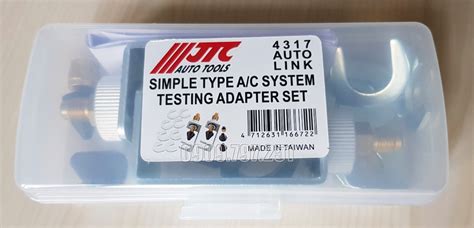 JTC
AUTO TOOLS
4317
AUTO
LINK
SIMPLE TYPE A/C SYSTEM
TESTING ADAPTER SET
4 712631 166722
MADE IN TAIWAN